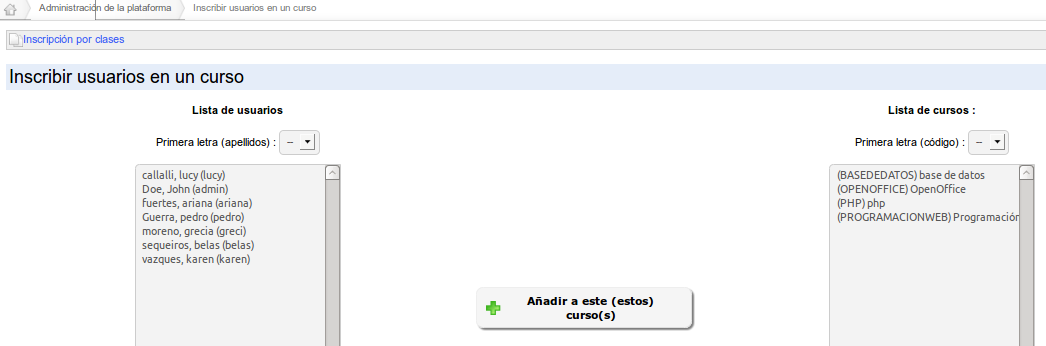 Administración de la plataforma Inscribir usuarios en un curso
Inscripción por clases
Inscribir usuarios en un curso
Lista de usuarios
Primera letra (apellidos) : --
callalli, lucy (lucy)
Doe, John (admin)
fuertes, ariana (ariana)
Guerra, pedro (pedro)
moreno, grecia (greci)
sequeiros, belas (belas)
vazques, karen (karen)
Añadir a este (estos)
curso(s)
Lista de cursos :
Primera letra (código) : --
(BASEDEDATOS) base de datos
(OPENOFFICE) OpenOffice
(PHP) php
(PROGRAMACIONWEB) Programación